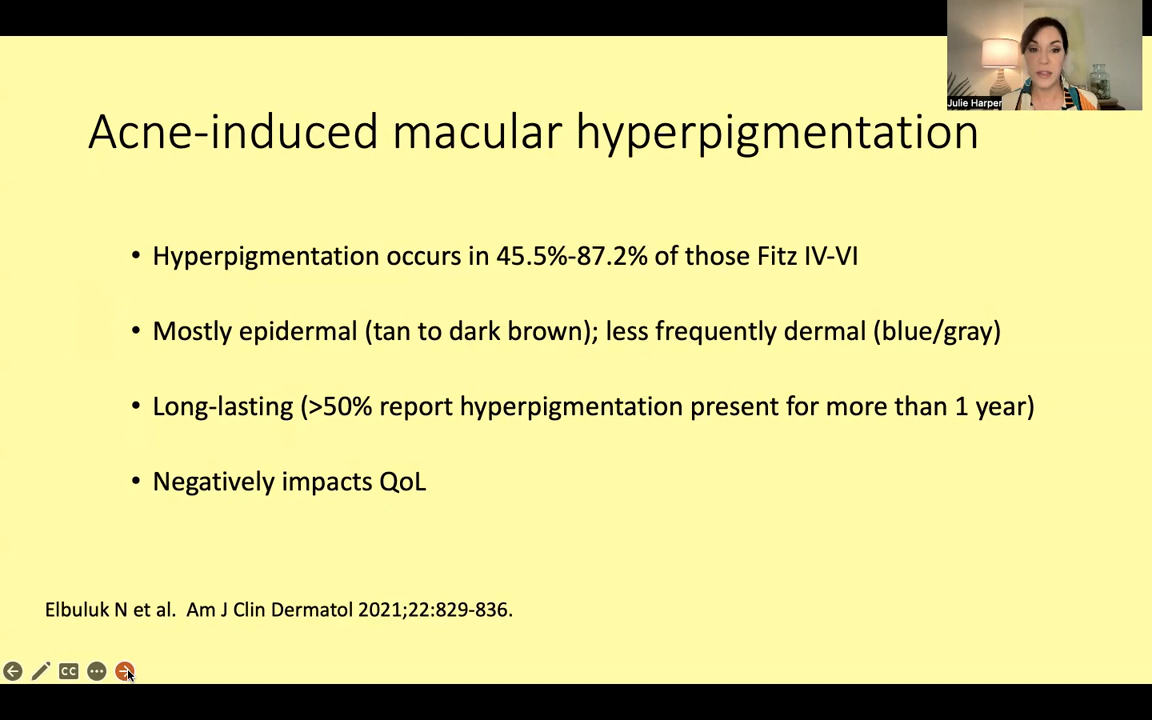 Julie Harper
Acne-induced macular hyperpigmentation
• Hyperpigmentation occurs in 45.5%-87.2% of those Fitz IV-VI
• Mostly epidermal (tan to dark brown); less frequently dermal (blue/gray)
• Long-lasting (>50% report hyperpigmentation present for more than 1 year)
• Negatively impacts QoL
Elbuluk N et al.  Am J Clin Dermatol 2021;22:829-836.
CC